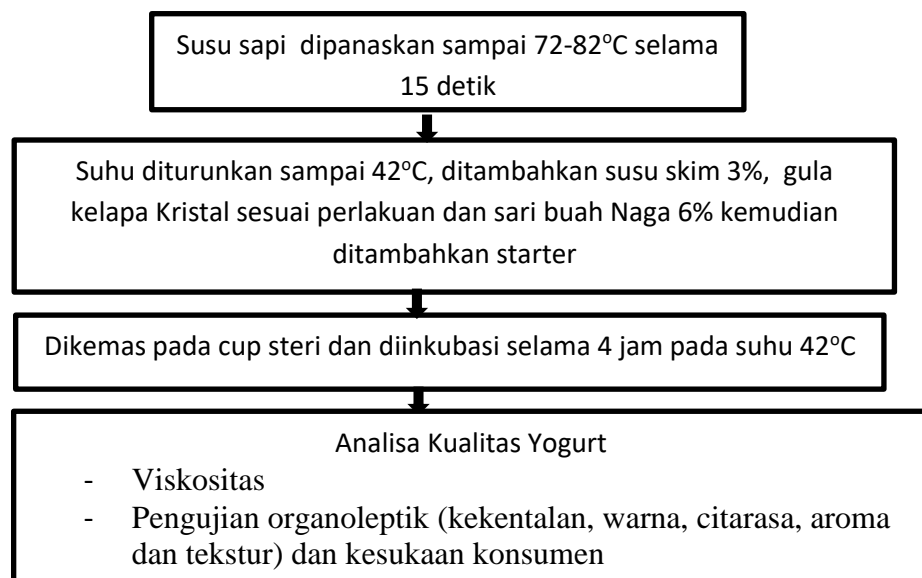 Susu sapi  dipanaskan sampai 72-82°C selama
15 detik
Suhu diturunkan sampai 42°C, ditambahkan susu skim 3%,  gula
kelapa Kristal sesuai perlakuan dan sari buah Naga 6% kemudian
ditambahkan starter
Dikemas pada cup steri dan diinkubasi selama 4 jam pada suhu 42°C
Analisa Kualitas Yogurt
- Viskositas
- Pengujian organoleptik (kekentalan, warna, citarasa, aroma
dan tekstur) dan kesukaan konsumen